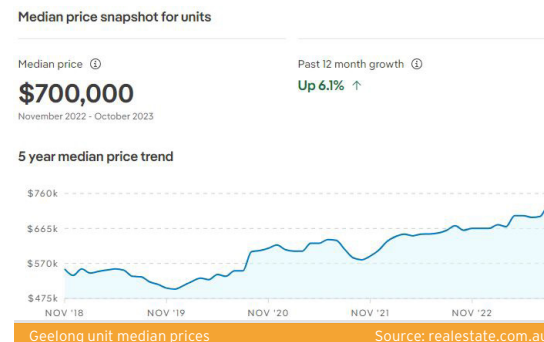 Median price snapshot for units
Median price ⓘ
Past 12 month growth ⓘ
$700,000
Up 6.1% ↑
November 2022 - October 2023
5 year median price trend
$760k
$665k
$570k
$475k
NOV '18 NOV '19 NOV '20 NOV '21 NOV '22
Geelong unit median prices
Source: realestate.com.au